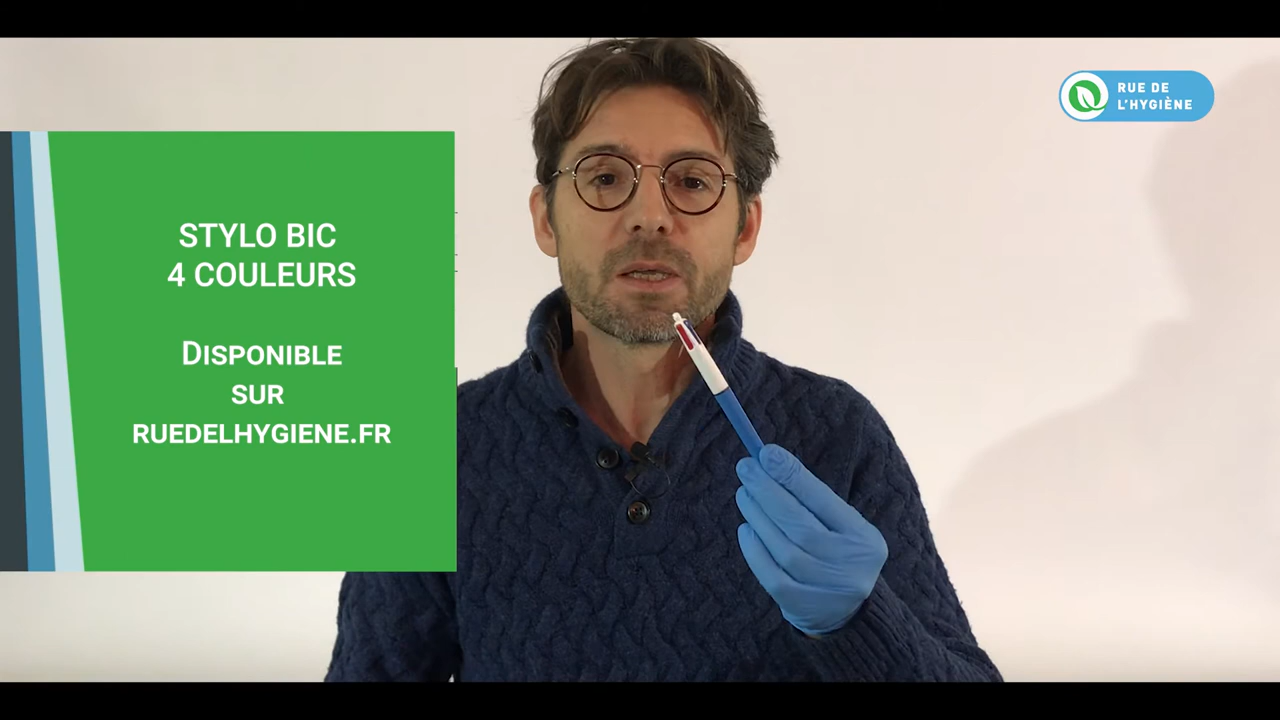 STYLO BIC
4 COULEURS
DISPONIBLE
SUR
RUEDELHYGIENE.FR
RUE DE
L'HYGIÈNE